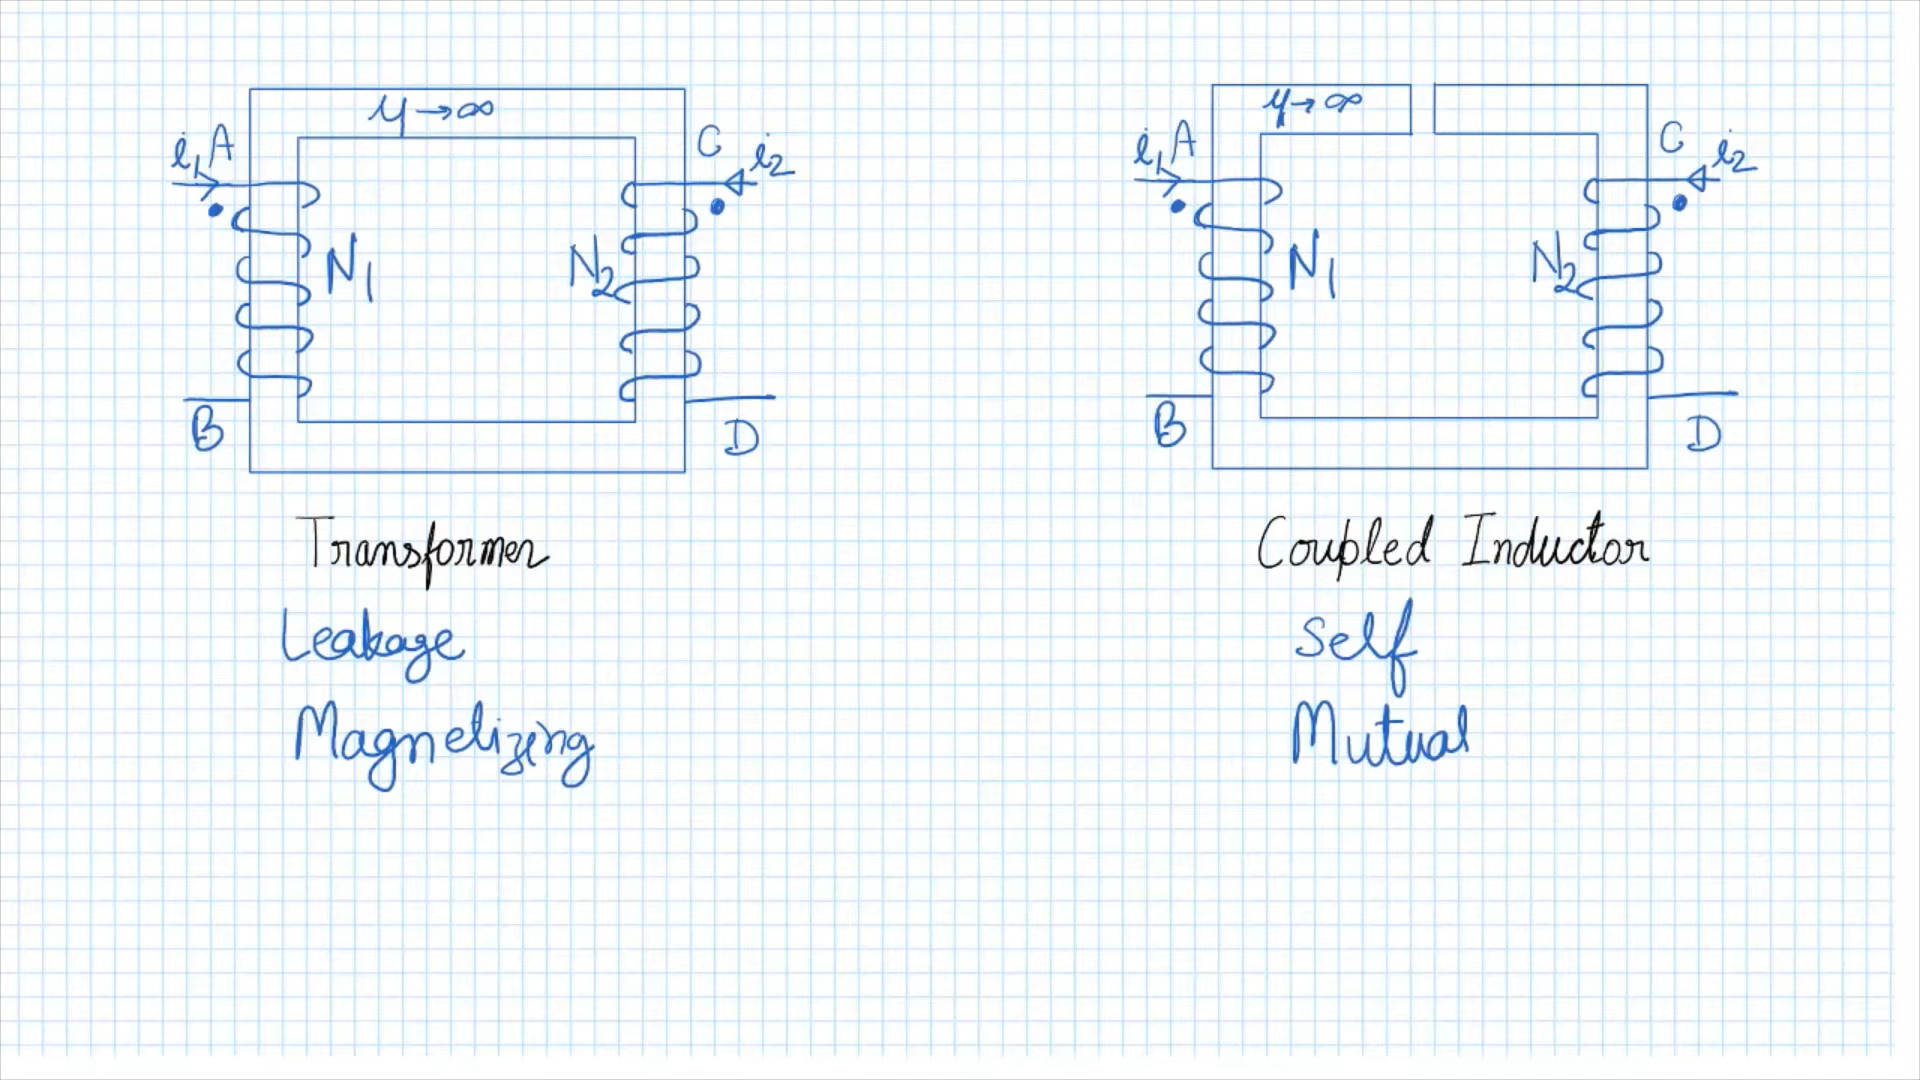 μ→∞
i₁ A
C i₂
N₁
N₂
B
D
Transformer
Leakage
Magnetizing
μ→∞
i₁ A
C i₂
N₁
N₂
B
D
Coupled Inductor
Self
Mutual